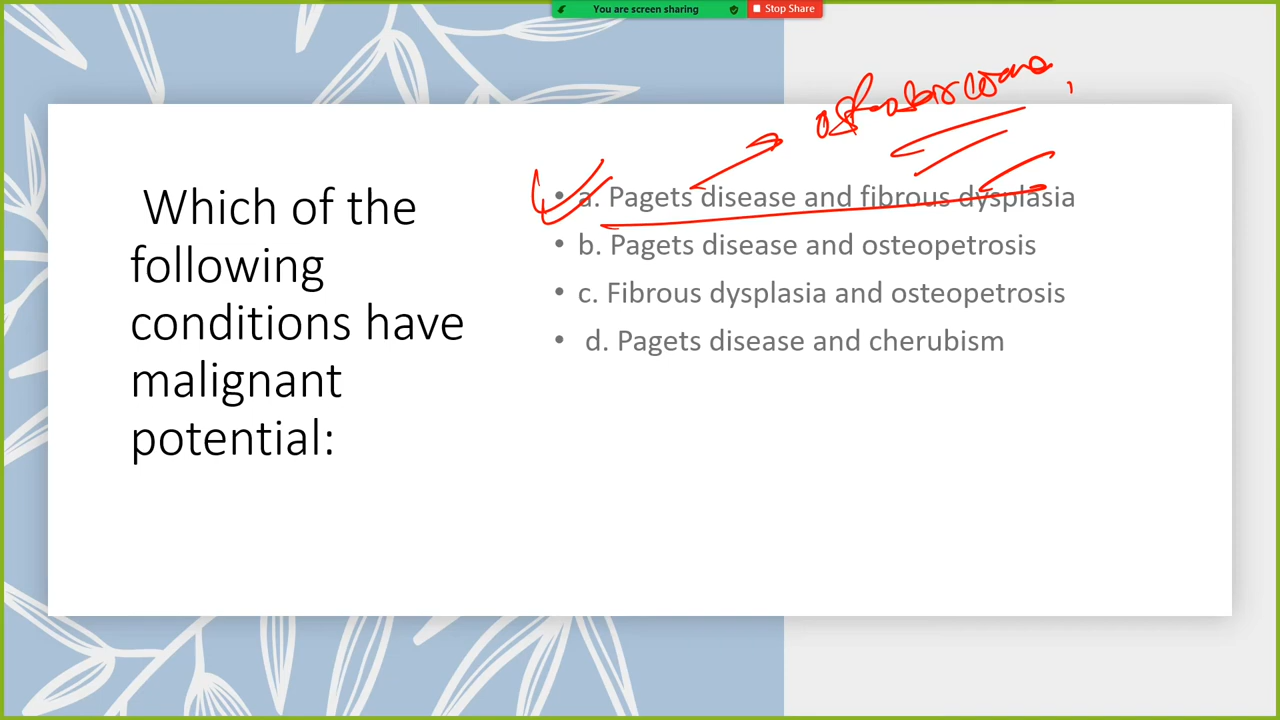 You are screen sharing
Stop Share
osteosarcoma,
Which of the
following
conditions have
malignant
potential:
• a. Pagets disease and fibrous dysplasia
• b. Pagets disease and osteopetrosis
• c. Fibrous dysplasia and osteopetrosis
• d. Pagets disease and cherubism